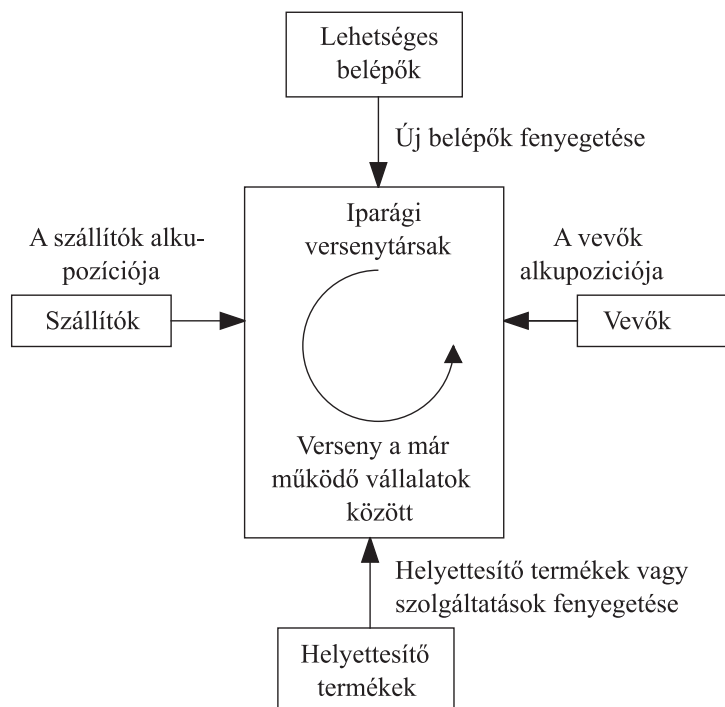 Lehetséges
belépők
Új belépők fenyegetése
Iparági
versenytársak
A szállítók alku-
pozíciója
Szállítók
A vevők
alkupoziciója
Vevők
Verseny a már
működő vállalatok
között
Helyettesítő termékek vagy
szolgáltatások fenyegetése
Helyettesítő
termékek